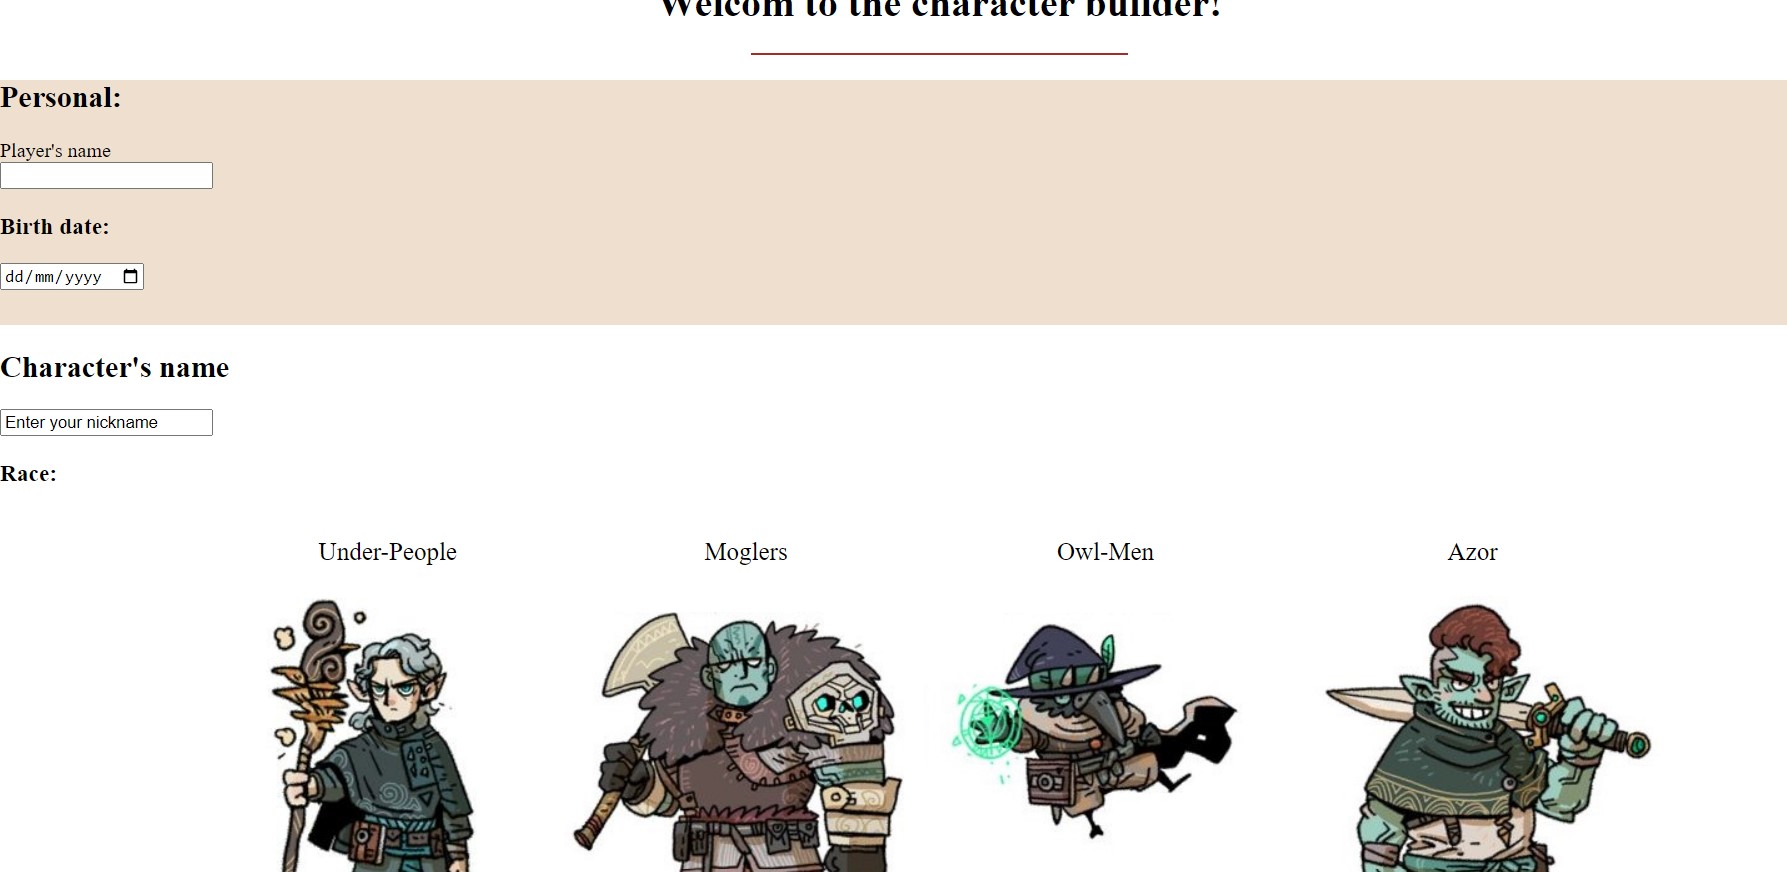 Welcom to the character builder!
Personal:
Player's name
Birth date:
dd/mm/yyyy
Character's name
Enter your nickname
Race:
Under-People
Moglers
Owl-Men
Azor